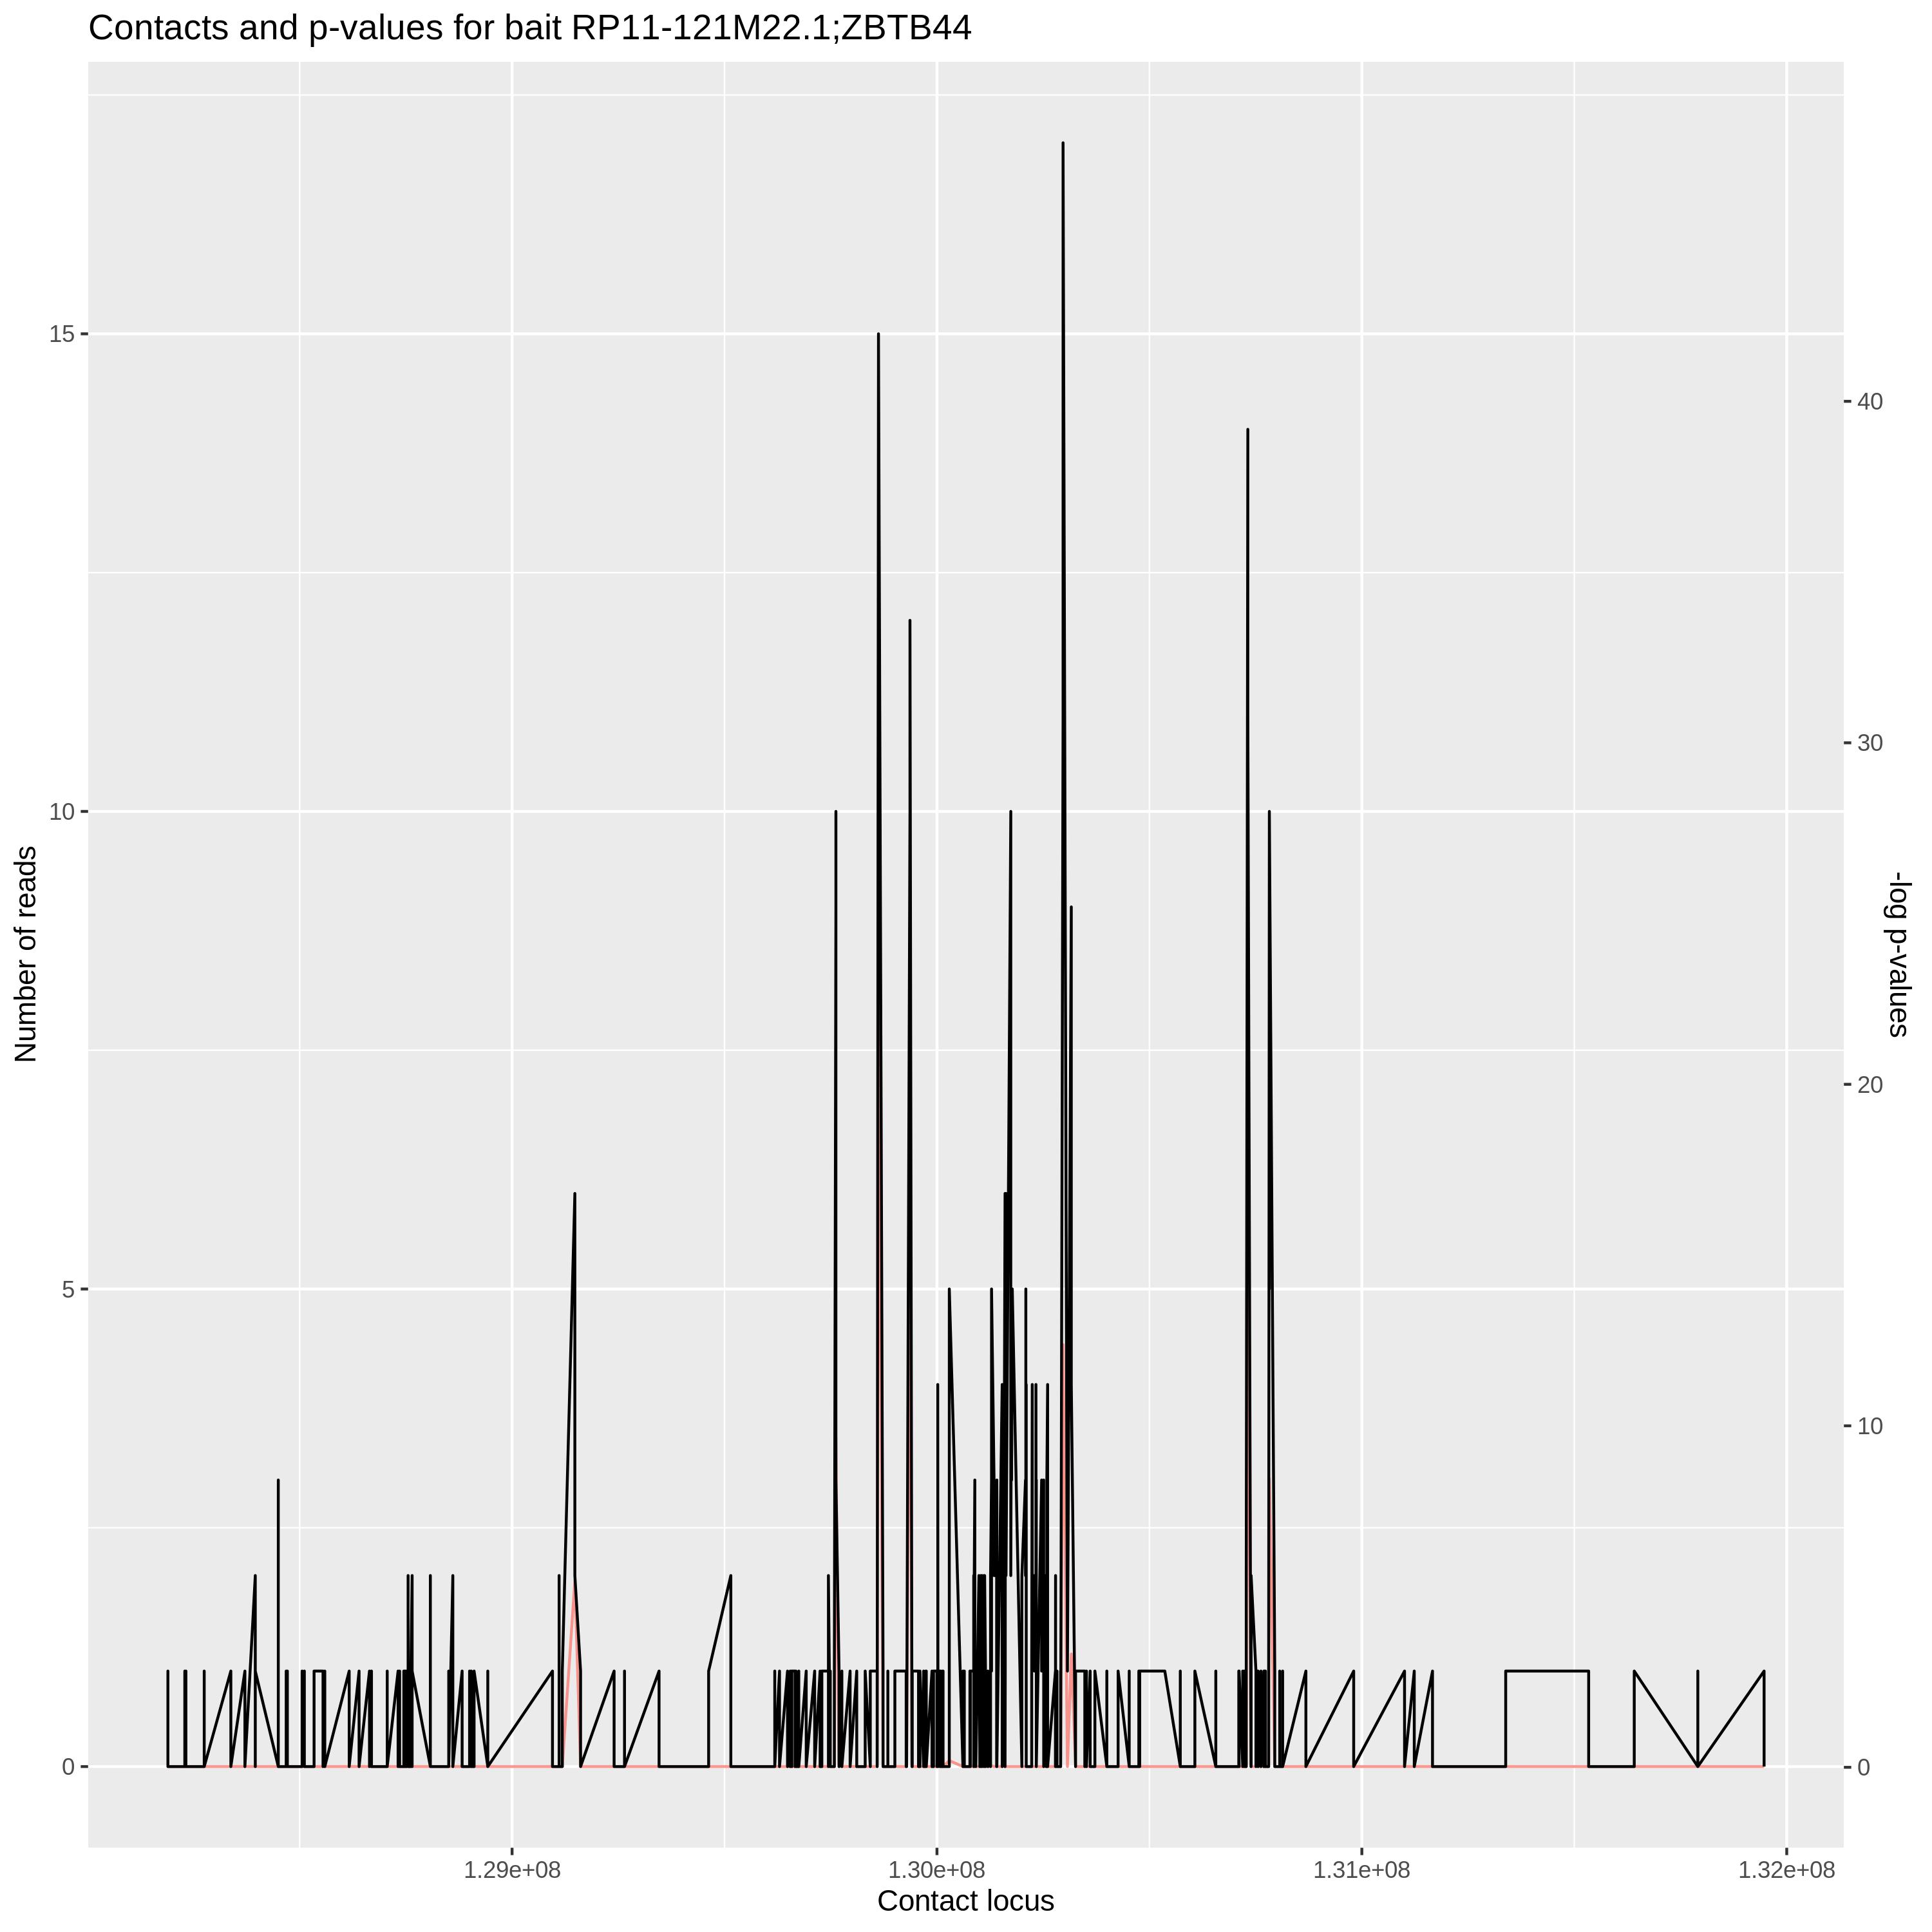 Contacts and p-values for bait RP11-121M22.1;ZBTB44
15
10
5
0
Number of reads
40
30
20
10
0
-log p-values
1.29e+08 1.30e+08 1.31e+08 1.32e+08
Contact locus